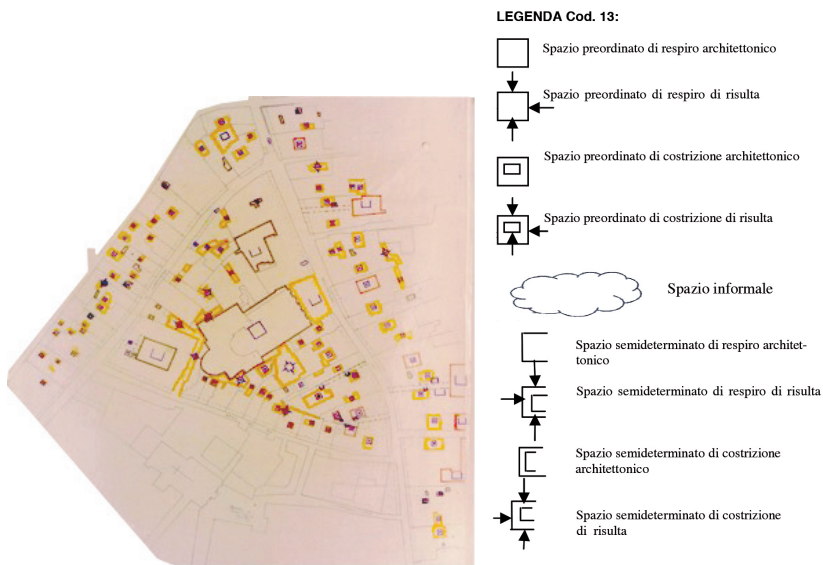 LEGENDA Cod. 13:
Spazio preordinato di respiro architettonico
Spazio preordinato di respiro di risulta
Spazio preordinato di costrizione architettonico
Spazio preordinato di costrizione di risulta
Spazio informale
Spazio semideterminato di respiro architet-
tonico
Spazio semideterminato di respiro di risulta
Spazio semideterminato di costrizione
architettonico
Spazio semideterminato di costrizione
di risulta